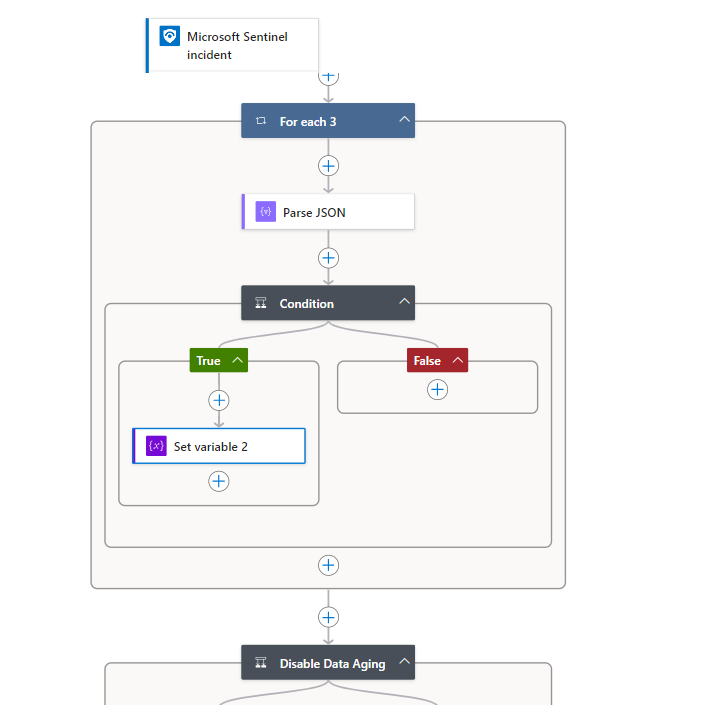 Microsoft Sentinel
incident
For each 3
Parse JSON
Condition
True
False
Set variable 2
Disable Data Aging